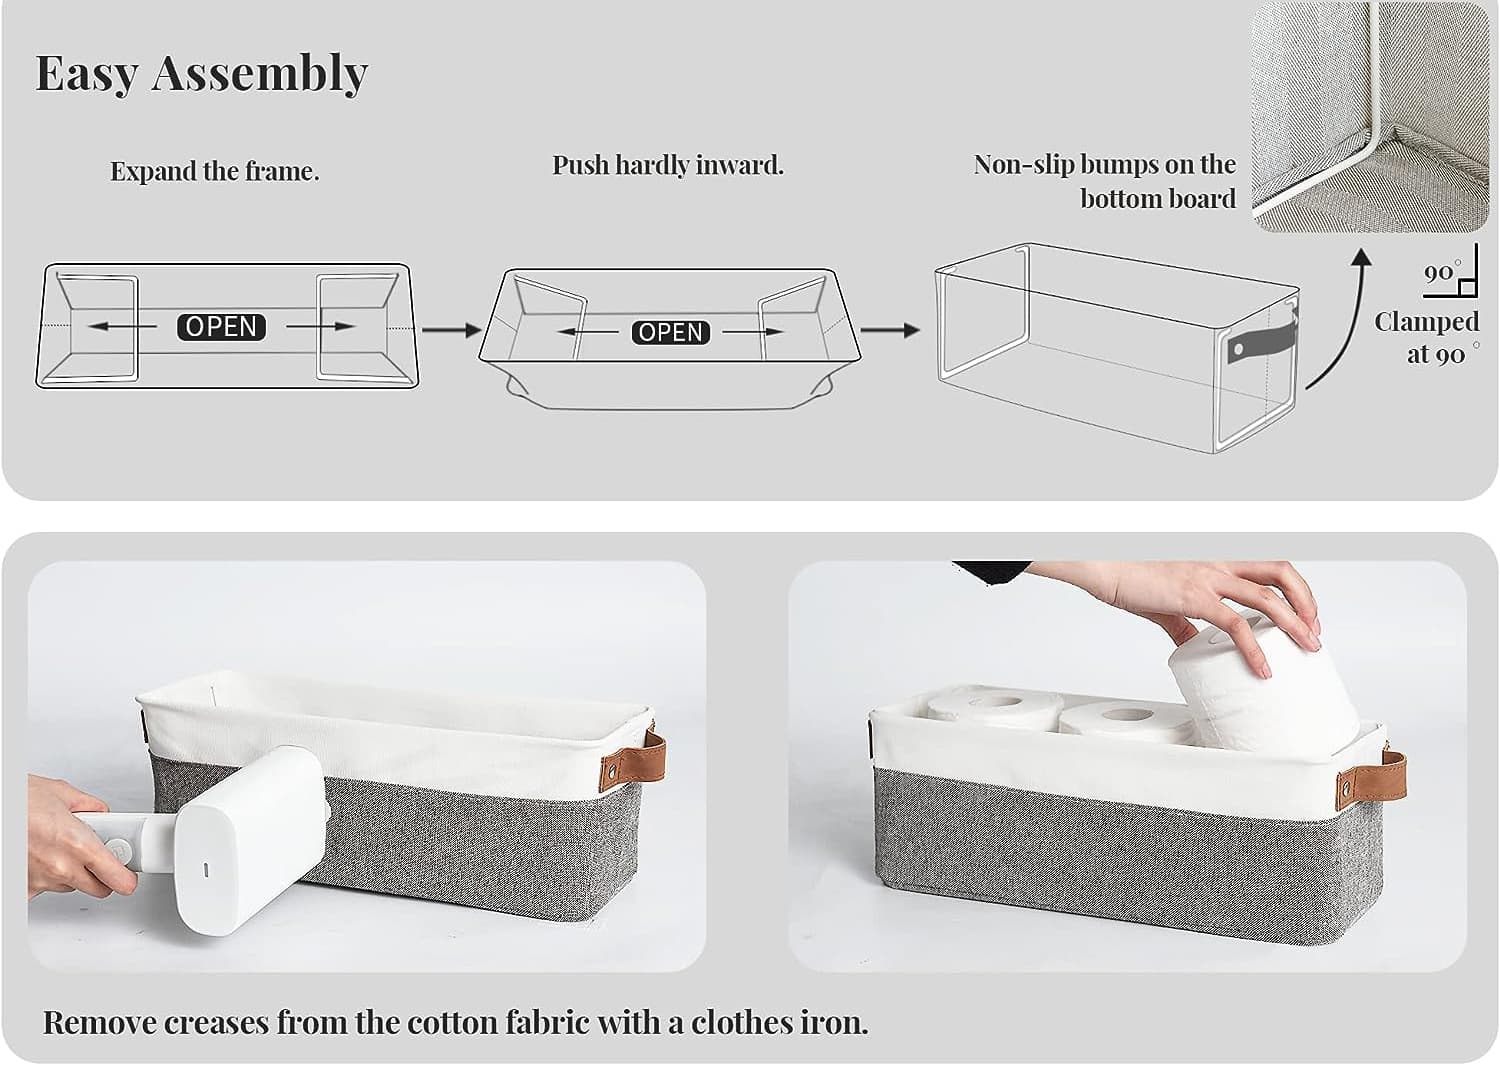 Easy Assembly
Expand the frame.
Push hardly inward.
Non-slip bumps on the
bottom board
OPEN
OPEN
90°
Clamped
at 90 °
Remove creases from the cotton fabric with a clothes iron.